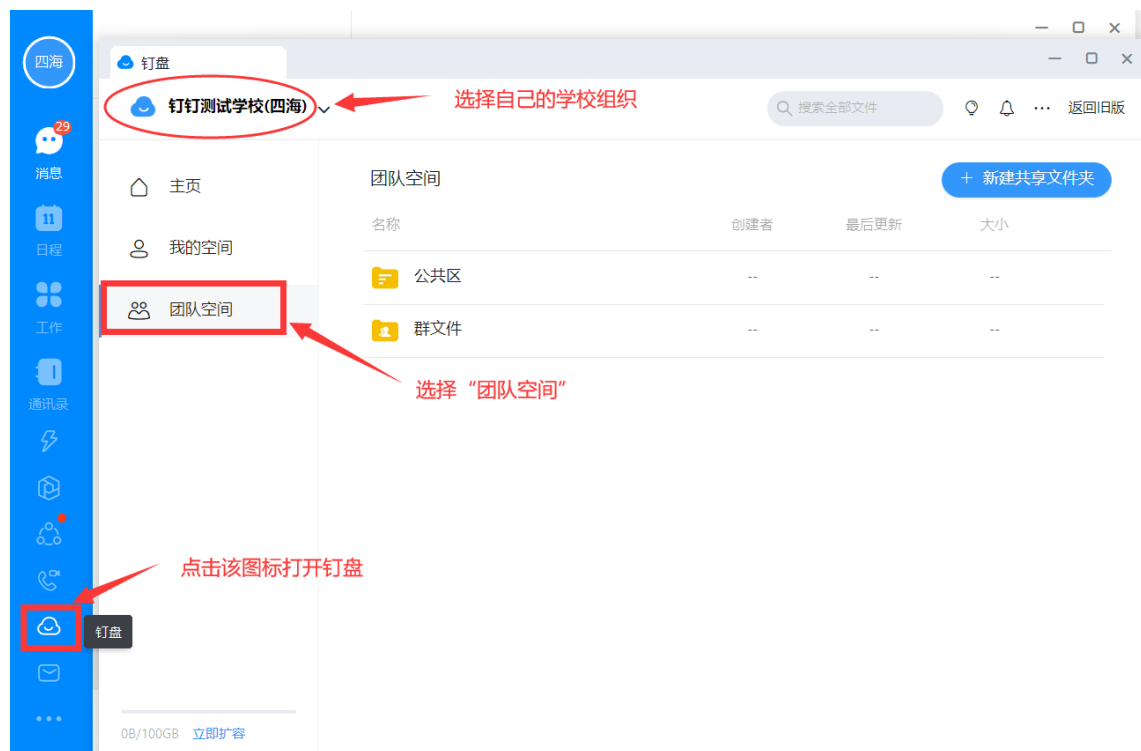 四海
钉盘
钉钉测试学校(四海)
选择自己的学校组织
搜索全部文件
返回旧版
29
消息
11
日程
工作
通讯录
主页
我的空间
团队空间
团队空间
+ 新建共享文件夹
名称 创建者 最后更新 大小
公共区 -- -- --
群文件 -- -- --
选择“团队空间”
点击该图标打开钉盘
钉盘
0B/100GB 立即扩容